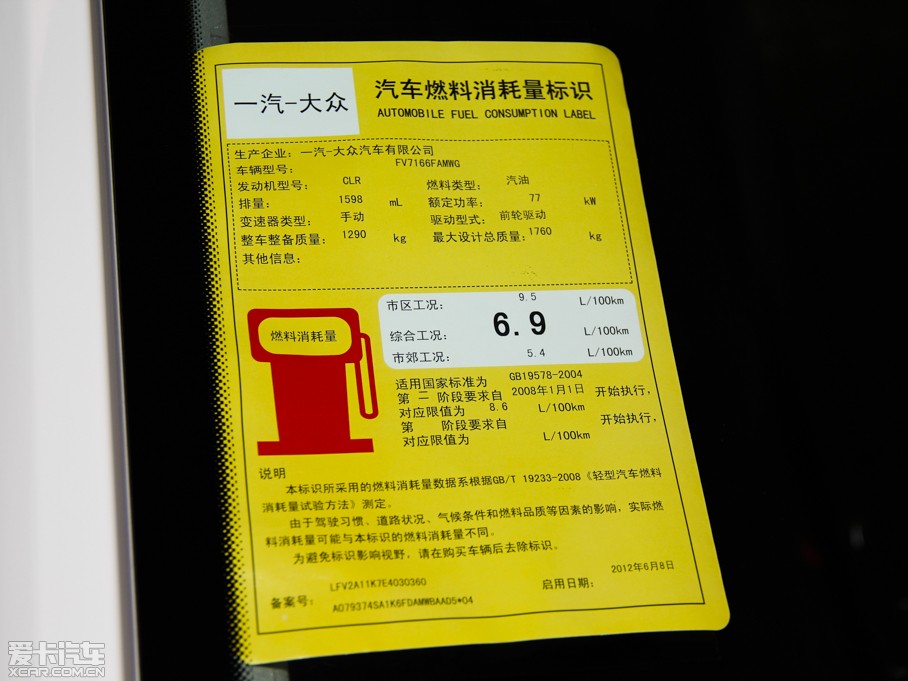 一汽-大众
汽车燃料消耗量标识
AUTOMOBILE FUEL CONSUMPTION LABEL
生产企业: 一汽-大众汽车有限公司
车辆型号: FV7166FAMWG
发动机型号: CLR 燃料类型: 汽油
排量: 1598 mL 额定功率: 77 kW
变速器类型: 手动 驱动型式: 前轮驱动
整车整备质量: 1290 kg 最大设计总质量: 1760 kg
其他信息:
市区工况: 9.5 L/100km
综合工况: 6.9 L/100km
市郊工况: 5.4 L/100km
燃料消耗量
适用国家标准为 GB19578-2004
第 二 阶段要求自 2008年1月1日 开始执行,
对应限值为 8.6 L/100km
第 阶段要求自 开始执行,
对应限值为 L/100km
说明
本标识所采用的燃料消耗量数据系根据GB/T 19233-2008《轻型汽车燃料
消耗量试验方法》测定。
由于驾驶习惯、道路状况、气候条件和燃料品质等因素的影响, 实际燃
料消耗量可能与本标识的燃料消耗量不同。
为避免标识影响视野, 请在购买车辆后去除标识。
LFV2A11K7E4030360
备案号: A079374SA1K6FDAMWBAAD5*04 启用日期: 2012年6月8日
爱卡汽车
XCAR.COM.CN